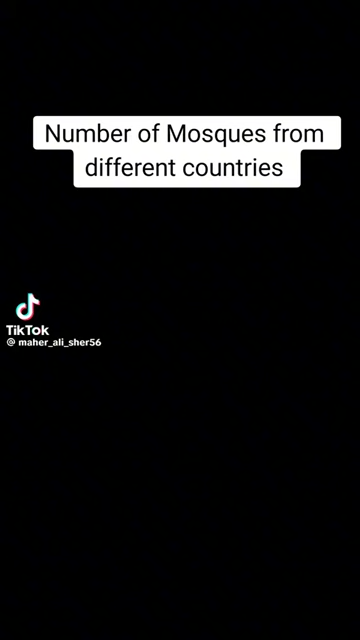 Number of Mosques from
different countries
TikTok
@ maher_ali_sher56